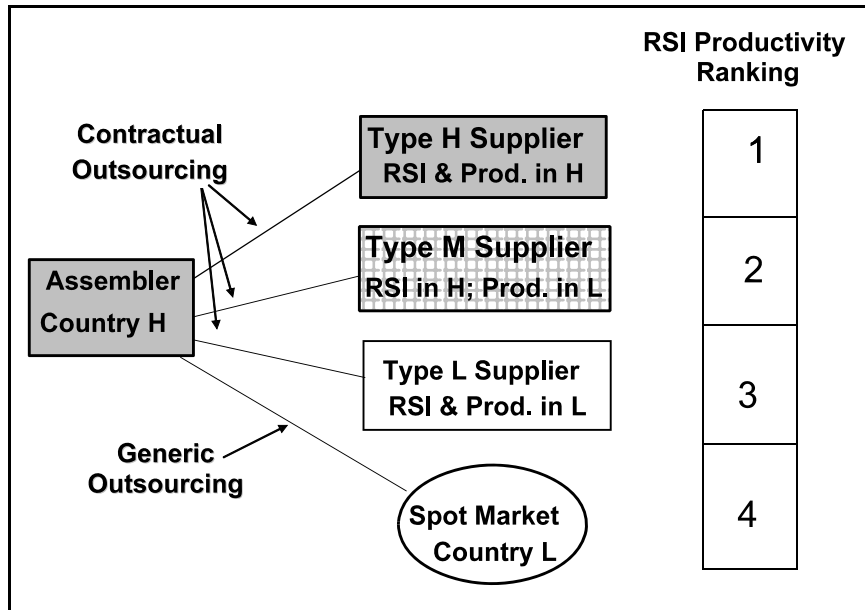 RSI Productivity
Ranking
Contractual
Outsourcing
Type H Supplier
RSI & Prod. in H
1
Type M Supplier
RSI in H; Prod. in L
2
Assembler
Country H
Type L Supplier
RSI & Prod. in L
3
Generic
Outsourcing
Spot Market
Country L
4